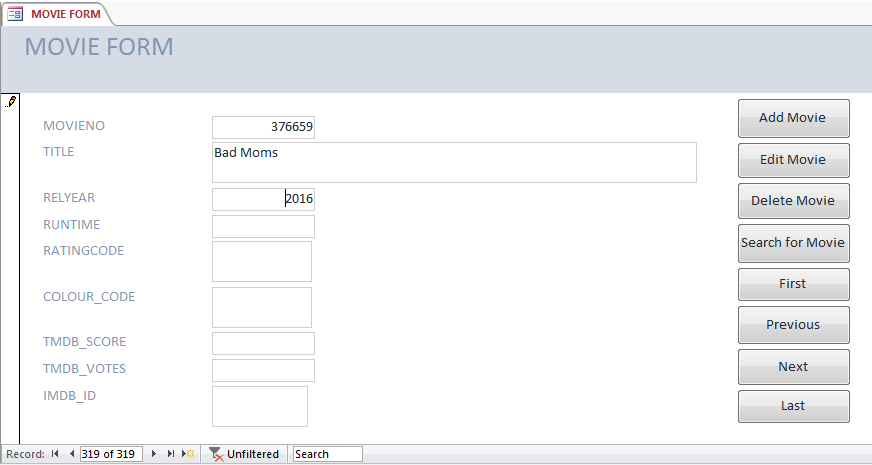 MOVIE FORM
MOVIE FORM
MOVIENO 376659
TITLE Bad Moms
RELYEAR 2016
RUNTIME
RATINGCODE
COLOUR_CODE
TMDB_SCORE
TMDB_VOTES
IMDB_ID
Add Movie
Edit Movie
Delete Movie
Search for Movie
First
Previous
Next
Last
Record: 319 of 319 Unfiltered Search